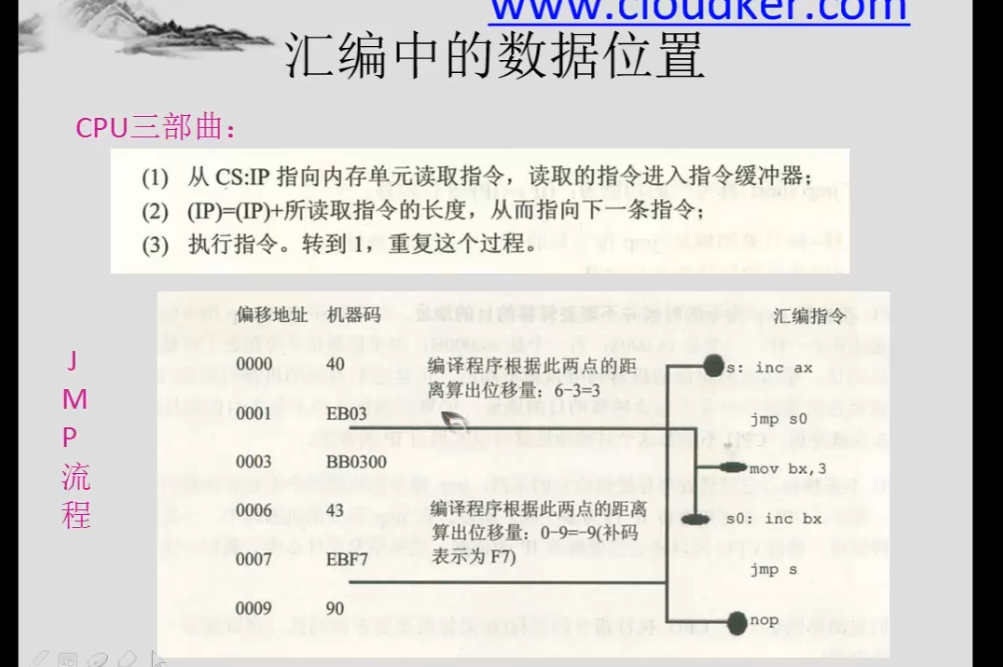 www.cloudker.com
汇编中的数据位置
CPU三部曲：
(1) 从 CS:IP 指向内存单元读取指令，读取的指令进入指令缓冲器；
(2) (IP)=(IP)+所读取指令的长度，从而指向下一条指令；
(3) 执行指令。转到 1，重复这个过程。
JMP流程
偏移地址 机器码 汇编指令
0000 40 编译程序根据此两点的距 s: inc ax
离算出位移量：6-3=3
0001 EB03 jmp s0
0003 BB0300 mov bx,3
0006 43 编译程序根据此两点的距离 s0: inc bx
算出位移量：0-9=-9(补码
0007 EBF7 表示为 F7) jmp s
0009 90 nop